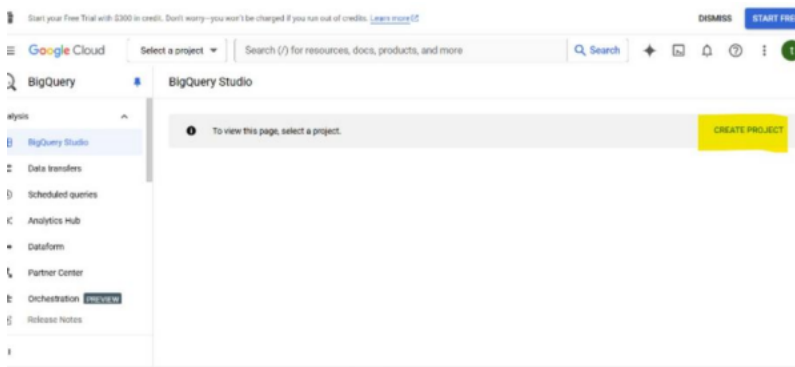 Start your Free Trial with $300 in credit. Don't worry—you won't be charged if you run out of credits. Learn more
DISMISS
START FREE
Google Cloud
Select a project
Search (/) for resources, docs, products, and more
Search
BigQuery
BigQuery Studio
alysis
To view this page, select a project.
CREATE PROJECT
BigQuery Studio
Data transfers
Scheduled queries
Analytics Hub
Dataform
Partner Center
Orchestration PREVIEW
Release Notes